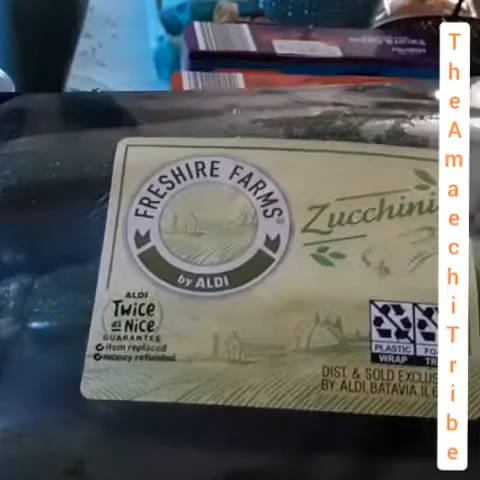 FRESHIRE FARMS®
by ALDI
Zucchini
ALDI
Twice
as Nice
GUARANTEE
item replaced
money refunded
PLASTIC
WRAP
DIST. & SOLD
BY: ALDI, BATAVIA, IL
TheAmaechiTribe